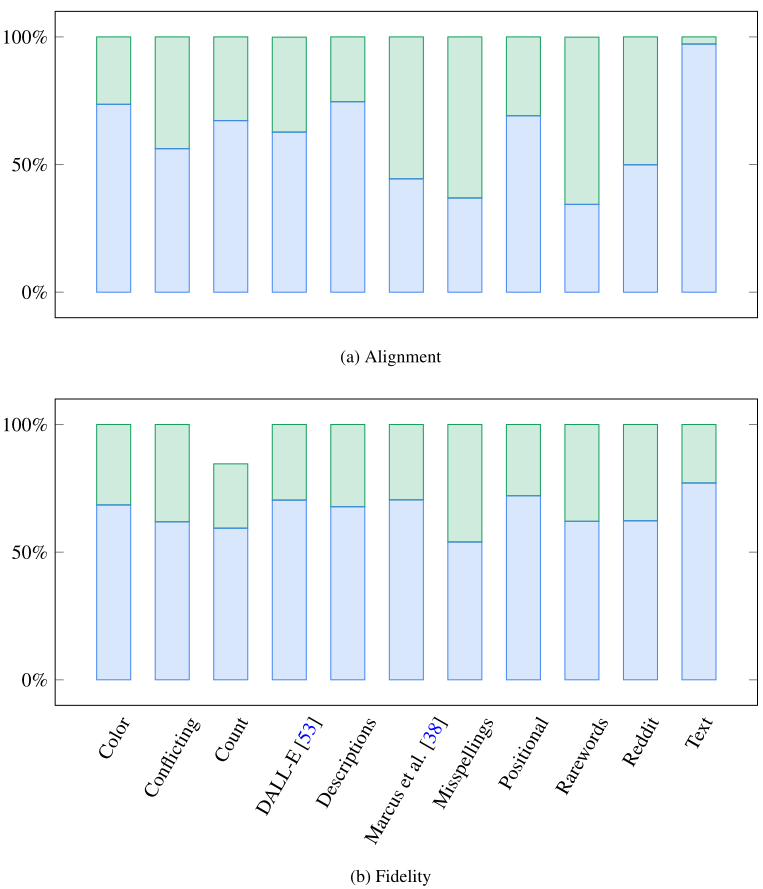 100%
50%
0%
(a) Alignment
100%
50%
0%
Color
Conflicting
Count
DALL-E [53]
Descriptions
Marcus et al. [38]
Misspellings
Positional
Rarewords
Reddit
Text
(b) Fidelity